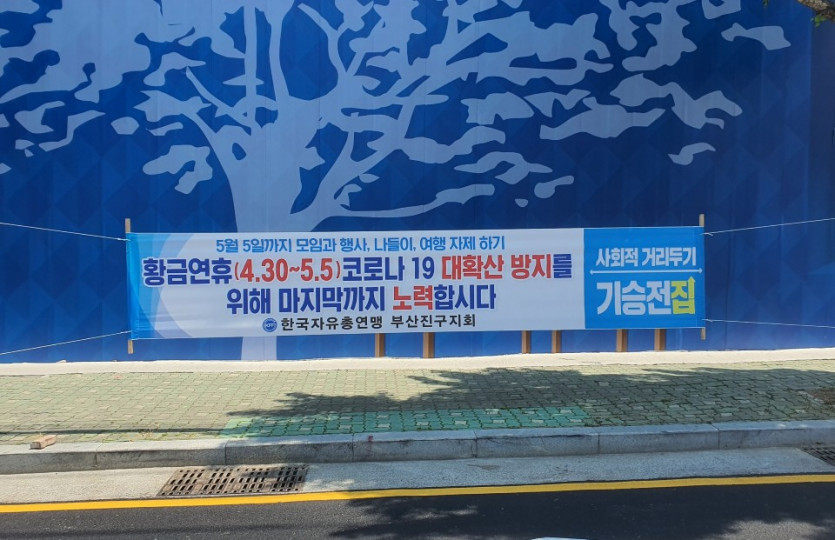 5월 5일까지 모임과 행사, 나들이, 여행 자제 하기
황금연휴(4.30~5.5)코로나 19 대확산 방지를
위해 마지막까지 노력합시다
한국자유총연맹 부산진구지회
사회적 거리두기
기승전집